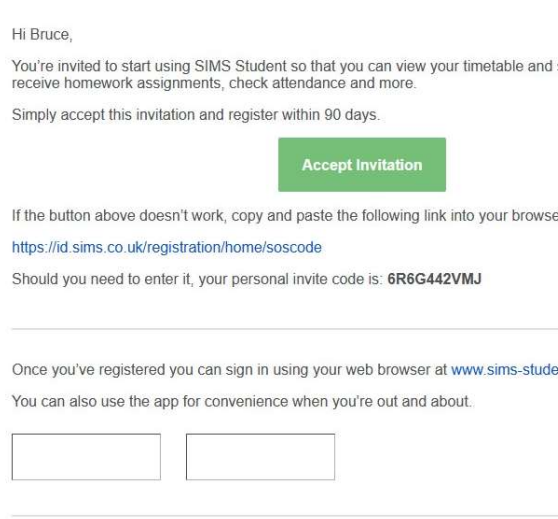 Hi Bruce,
You're invited to start using SIMS Student so that you can view your timetable and
receive homework assignments, check attendance and more.
Simply accept this invitation and register within 90 days.
Accept Invitation
If the button above doesn't work, copy and paste the following link into your browse
https://id.sims.co.uk/registration/home/soscode
Should you need to enter it, your personal invite code is: 6R6G442VMJ
Once you've registered you can sign in using your web browser at www.sims-stude
You can also use the app for convenience when you're out and about.